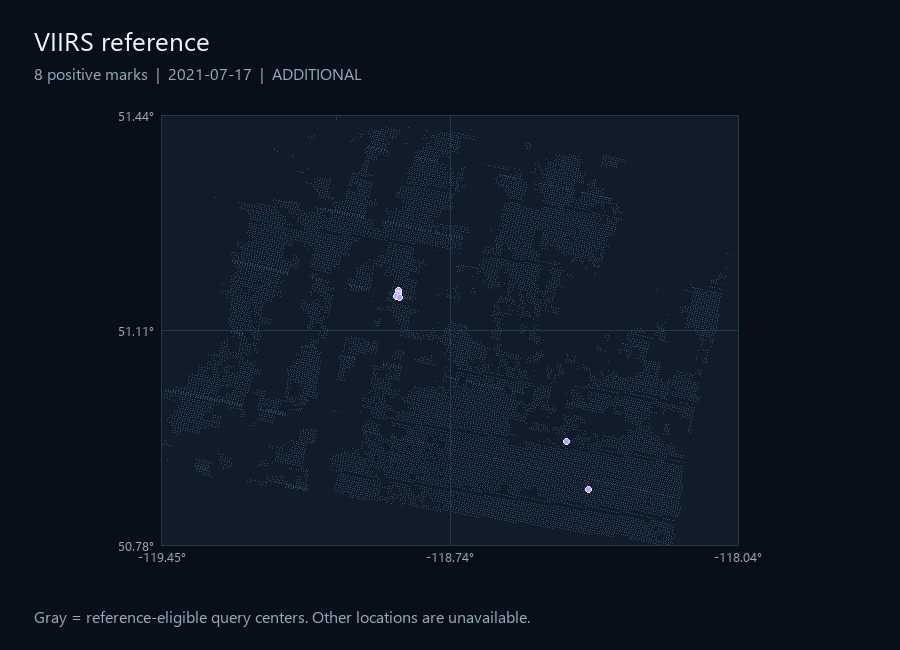 VIIRS reference
8 positive marks | 2021-07-17 | ADDITIONAL
51.44°
51.11°
50.78°
-119.45°
-118.74°
-118.04°
Gray = reference-eligible query centers. Other locations are unavailable.